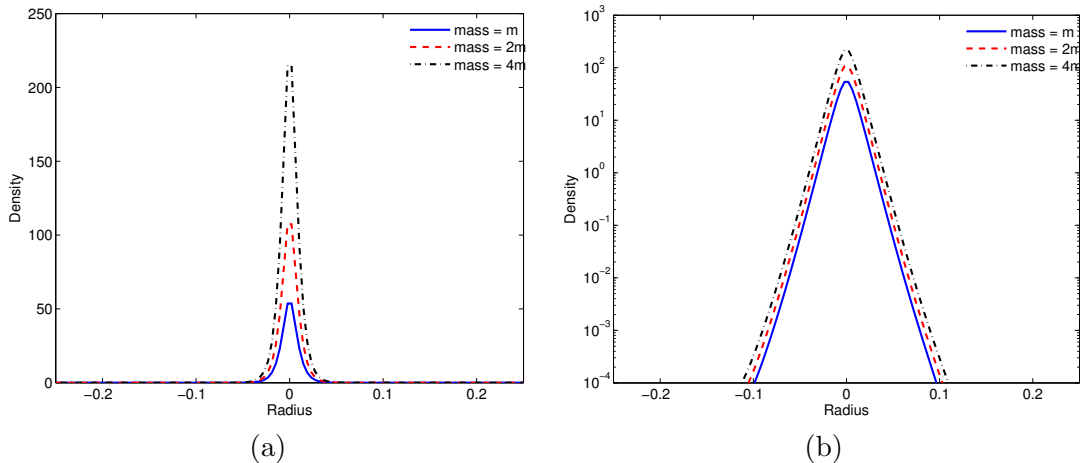 250
200
150
100
50
0
Density
−0.2
−0.1
0
0.1
0.2
Radius
mass = m
mass = 2m
mass = 4m
(a)
10^3
10^2
10^1
10^0
10^−1
10^−2
10^−3
10^−4
Density
−0.2
−0.1
0
0.1
0.2
Radius
mass = m
mass = 2m
mass = 4m
(b)